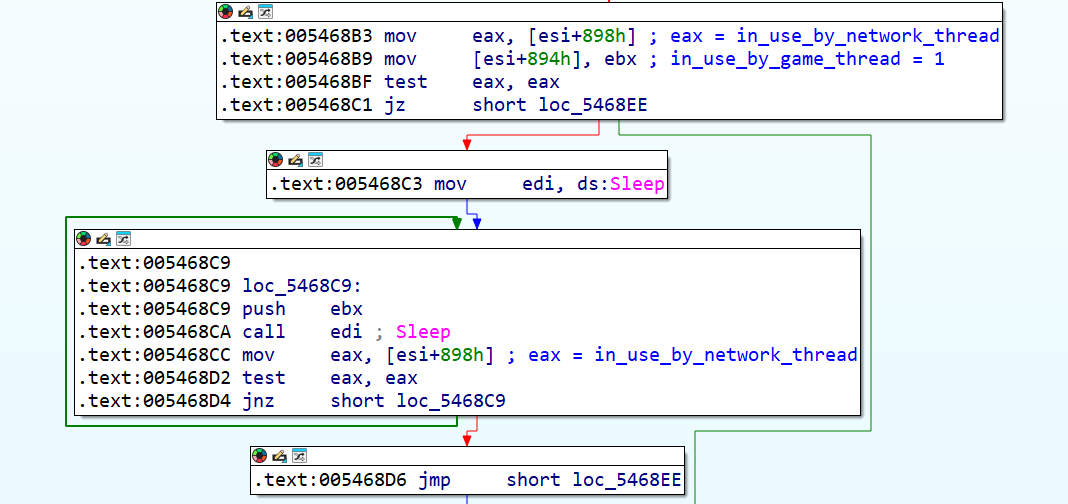 .text:005468B3 mov eax, [esi+898h] ; eax = in_use_by_network_thread
.text:005468B9 mov [esi+894h], ebx ; in_use_by_game_thread = 1
.text:005468BF test eax, eax
.text:005468C1 jz short loc_5468EE
.text:005468C3 mov edi, ds:Sleep
.text:005468C9
.text:005468C9 loc_5468C9:
.text:005468C9 push ebx
.text:005468CA call edi ; Sleep
.text:005468CC mov eax, [esi+898h] ; eax = in_use_by_network_thread
.text:005468D2 test eax, eax
.text:005468D4 jnz short loc_5468C9
.text:005468D6 jmp short loc_5468EE